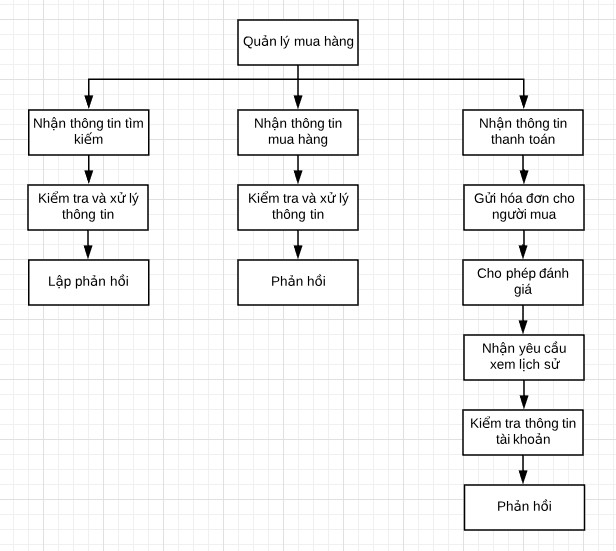 Quản lý mua hàng
Nhận thông tin tìm
kiếm
Kiểm tra và xử lý
thông tin
Lập phản hồi
Nhận thông tin
mua hàng
Kiểm tra và xử lý
thông tin
Phản hồi
Nhận thông tin
thanh toán
Gửi hóa đơn cho
người mua
Cho phép đánh
giá
Nhận yêu cầu
xem lịch sử
Kiểm tra thông tin
tài khoản
Phản hồi